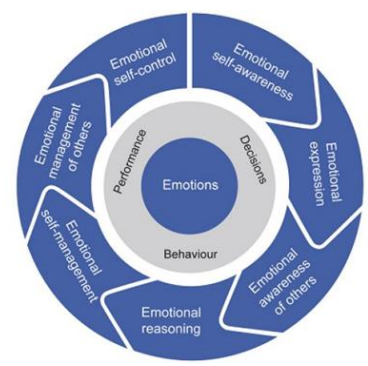 Emotional
self-awareness
Emotional
expression
Emotional
awareness
of others
Emotional
reasoning
Emotional
self-management
Emotional
management
of others
Emotional
self-control
Performance
Decisions
Behaviour
Emotions